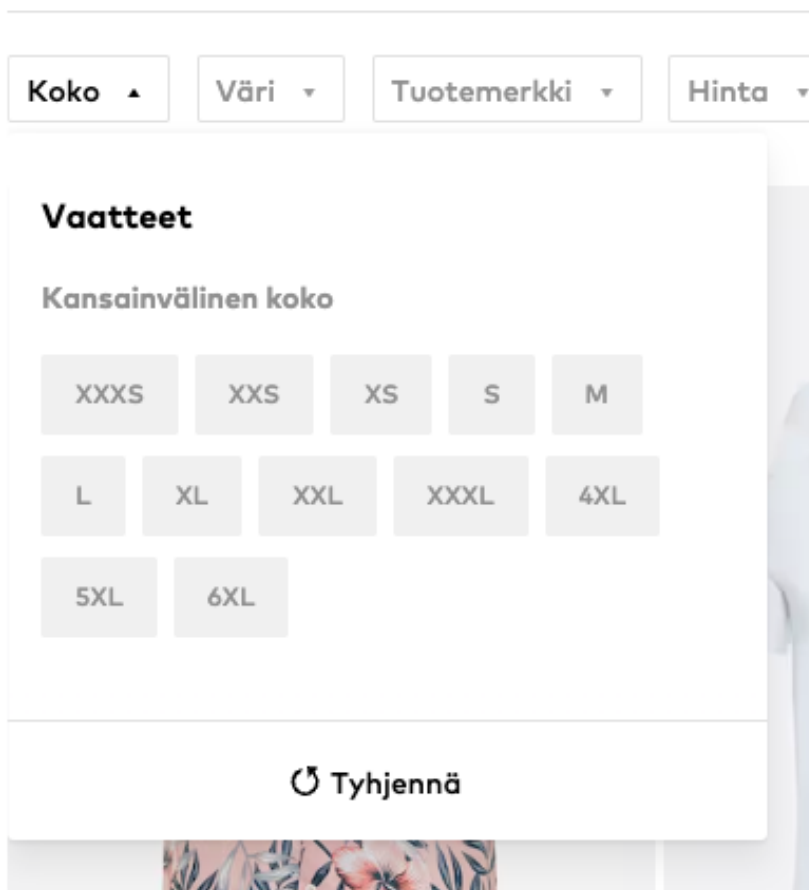 Koko Väri Tuotemerkki Hinta
Vaatteet
Kansainvälinen koko
XXXS XXS XS S M
L XL XXL XXXL 4XL
5XL 6XL
Tyhjennä